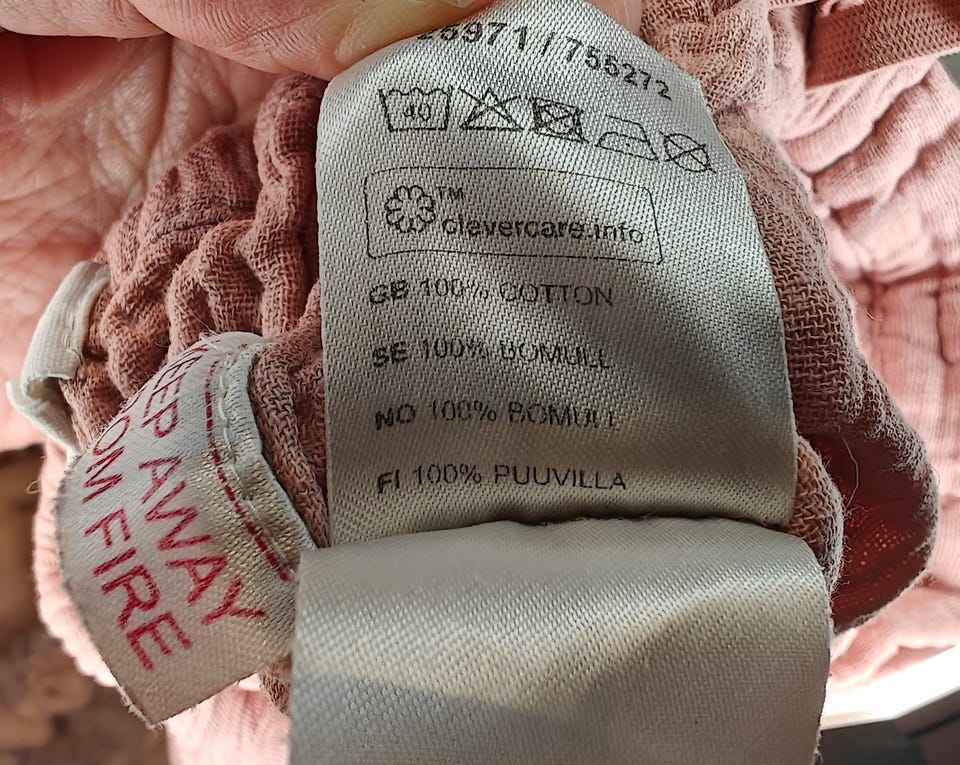 5971/755272
40
™
clevercare.info
GB 100% COTTON
SE 100% BOMULL
NO 100% BOMULL
FI 100% PUUVILLA
EEP AWAY
OM FIRE